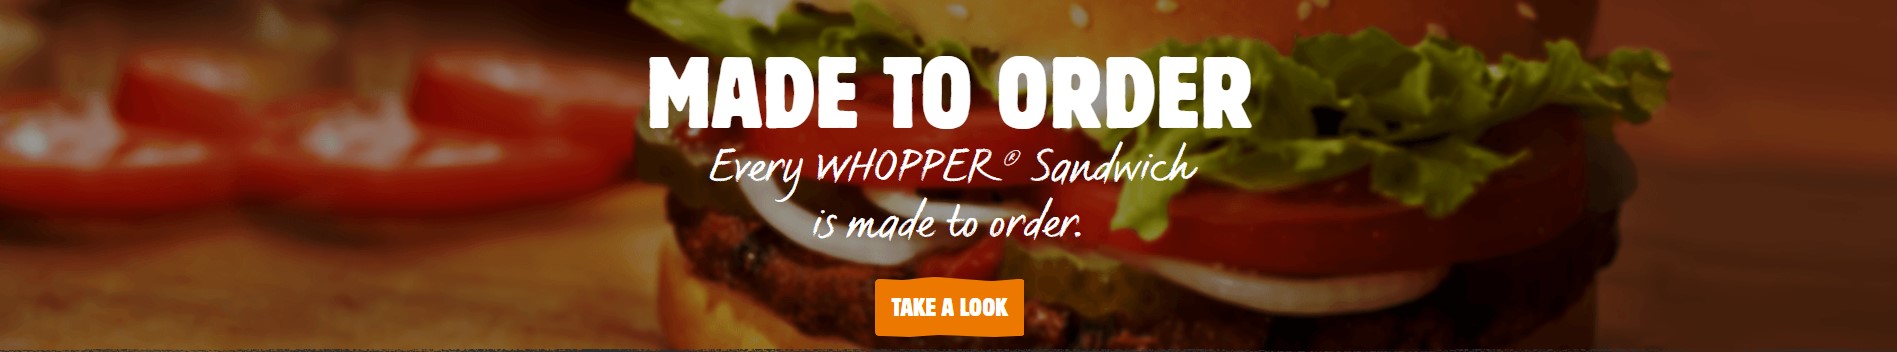 MADE TO ORDER
Every WHOPPER® Sandwich
is made to order.
TAKE A LOOK